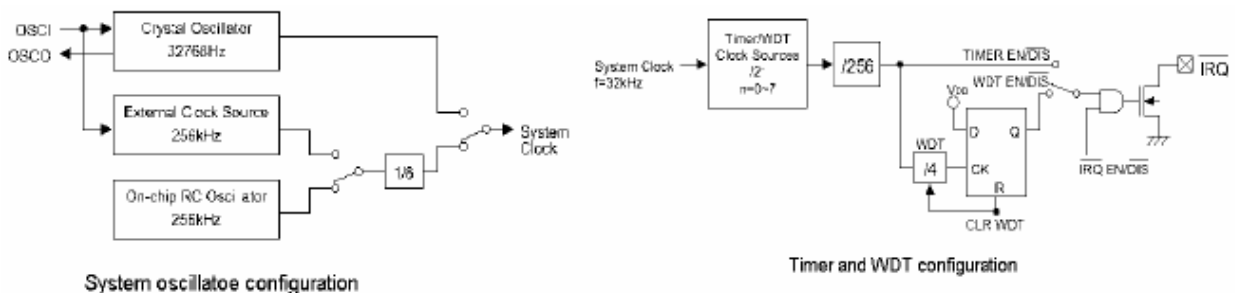 OSCI
OSCO
Crystal Oscillator
32768Hz
External Clock Source
256kHz
On-chip RC Oscillator
256kHz
1/8
System
Clock
System oscillatoe configuration
System Clock
f=32kHz
Timer/WDT
Clock Sources
/2
n=0~7
/256
TIMER EN/DIS
WDT EN/DIS
VDD
D
Q
WDT
/4
CK
R
CLR WDT
IRQ EN/DIS
IRQ
Timer and WDT configuration